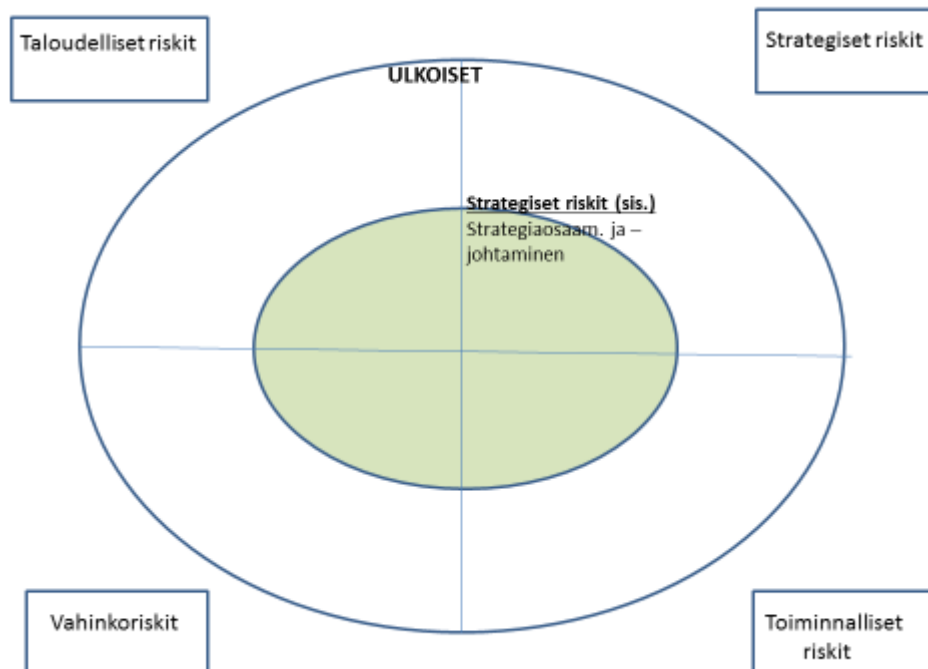 Taloudelliset riskit
Strategiset riskit
ULKOISET
Strategiset riskit (sis.)
Strategiaosaam. ja –
johtaminen
Vahinkoriskit
Toiminnalliset
riskit